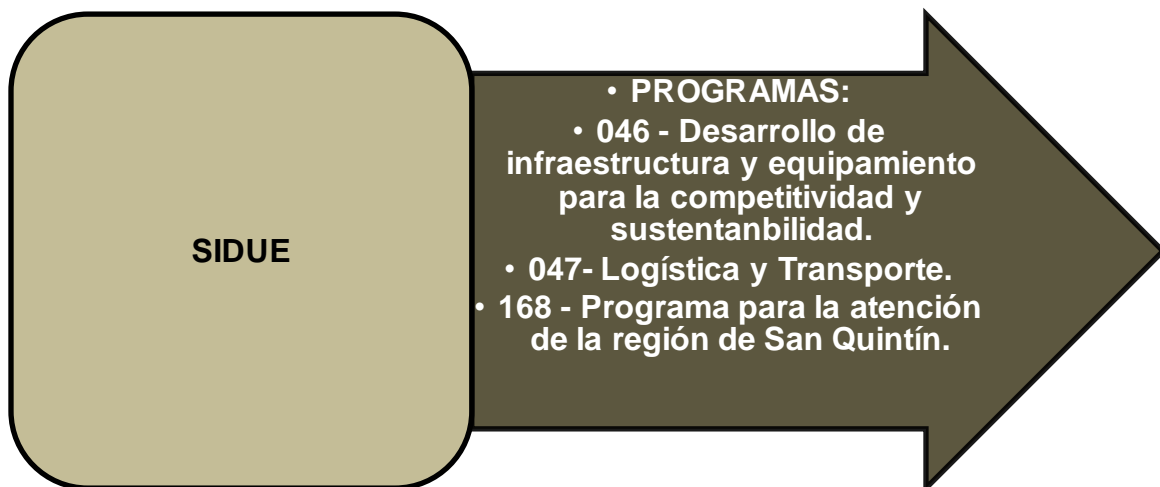 SIDUE
• PROGRAMAS:
• 046 - Desarrollo de
infraestructura y equipamiento
para la competitividad y
sustentanbilidad.
• 047- Logística y Transporte.
• 168 - Programa para la atención
de la región de San Quintín.